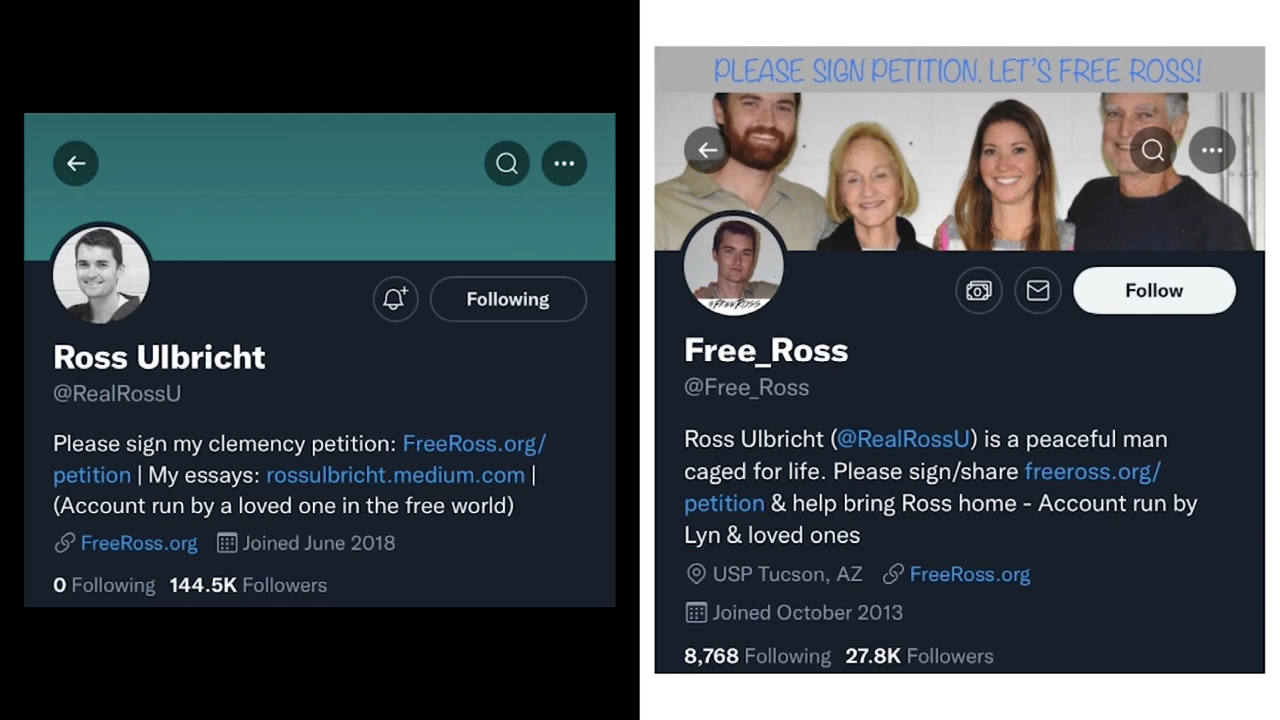 Following
Ross Ulbricht
@RealRossU
Please sign my clemency petition: FreeRoss.org/
petition | My essays: rossulbricht.medium.com |
(Account run by a loved one in the free world)
FreeRoss.org Joined June 2018
0 Following 144.5K Followers
PLEASE SIGN PETITION. LET'S FREE ROSS!
#FREEROSS
Follow
Free_Ross
@Free_Ross
Ross Ulbricht (@RealRossU) is a peaceful man
caged for life. Please sign/share freeross.org/
petition & help bring Ross home - Account run by
Lyn & loved ones
USP Tucson, AZ FreeRoss.org
Joined October 2013
8,768 Following 27.8K Followers